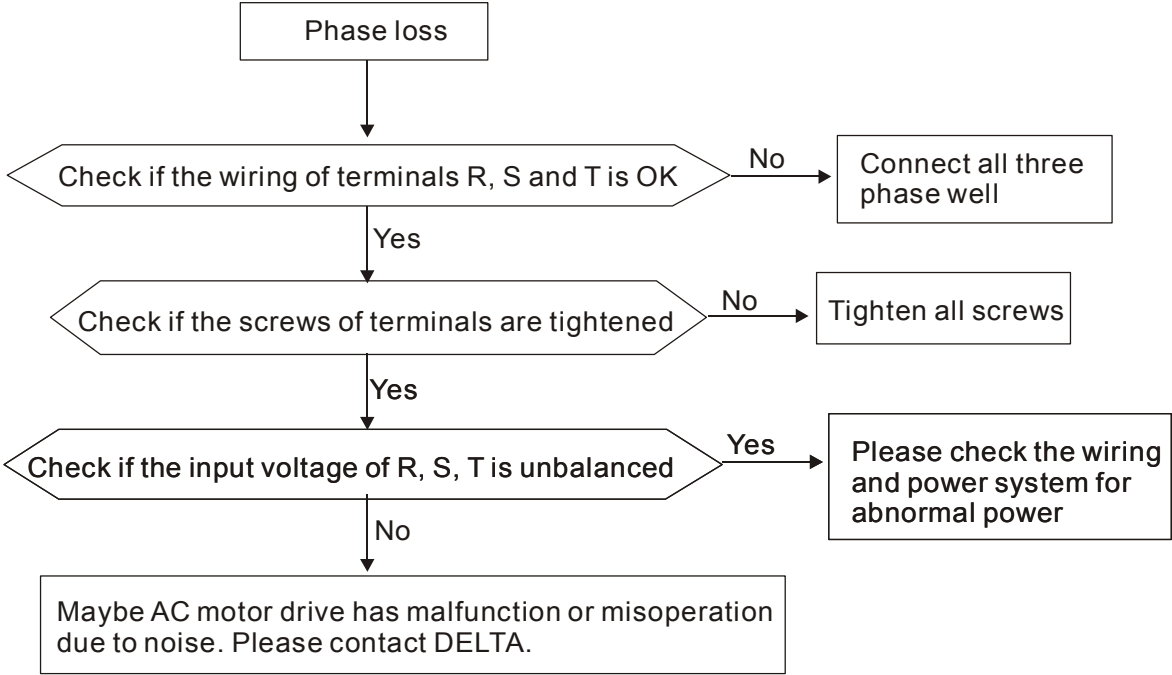 Phase loss
Check if the wiring of terminals R, S and T is OK
No
Connect all three
phase well
Yes
Check if the screws of terminals are tightened
No
Tighten all screws
Yes
Check if the input voltage of R, S, T is unbalanced
Yes
Please check the wiring
and power system for
abnormal power
No
Maybe AC motor drive has malfunction or misoperation
due to noise. Please contact DELTA.